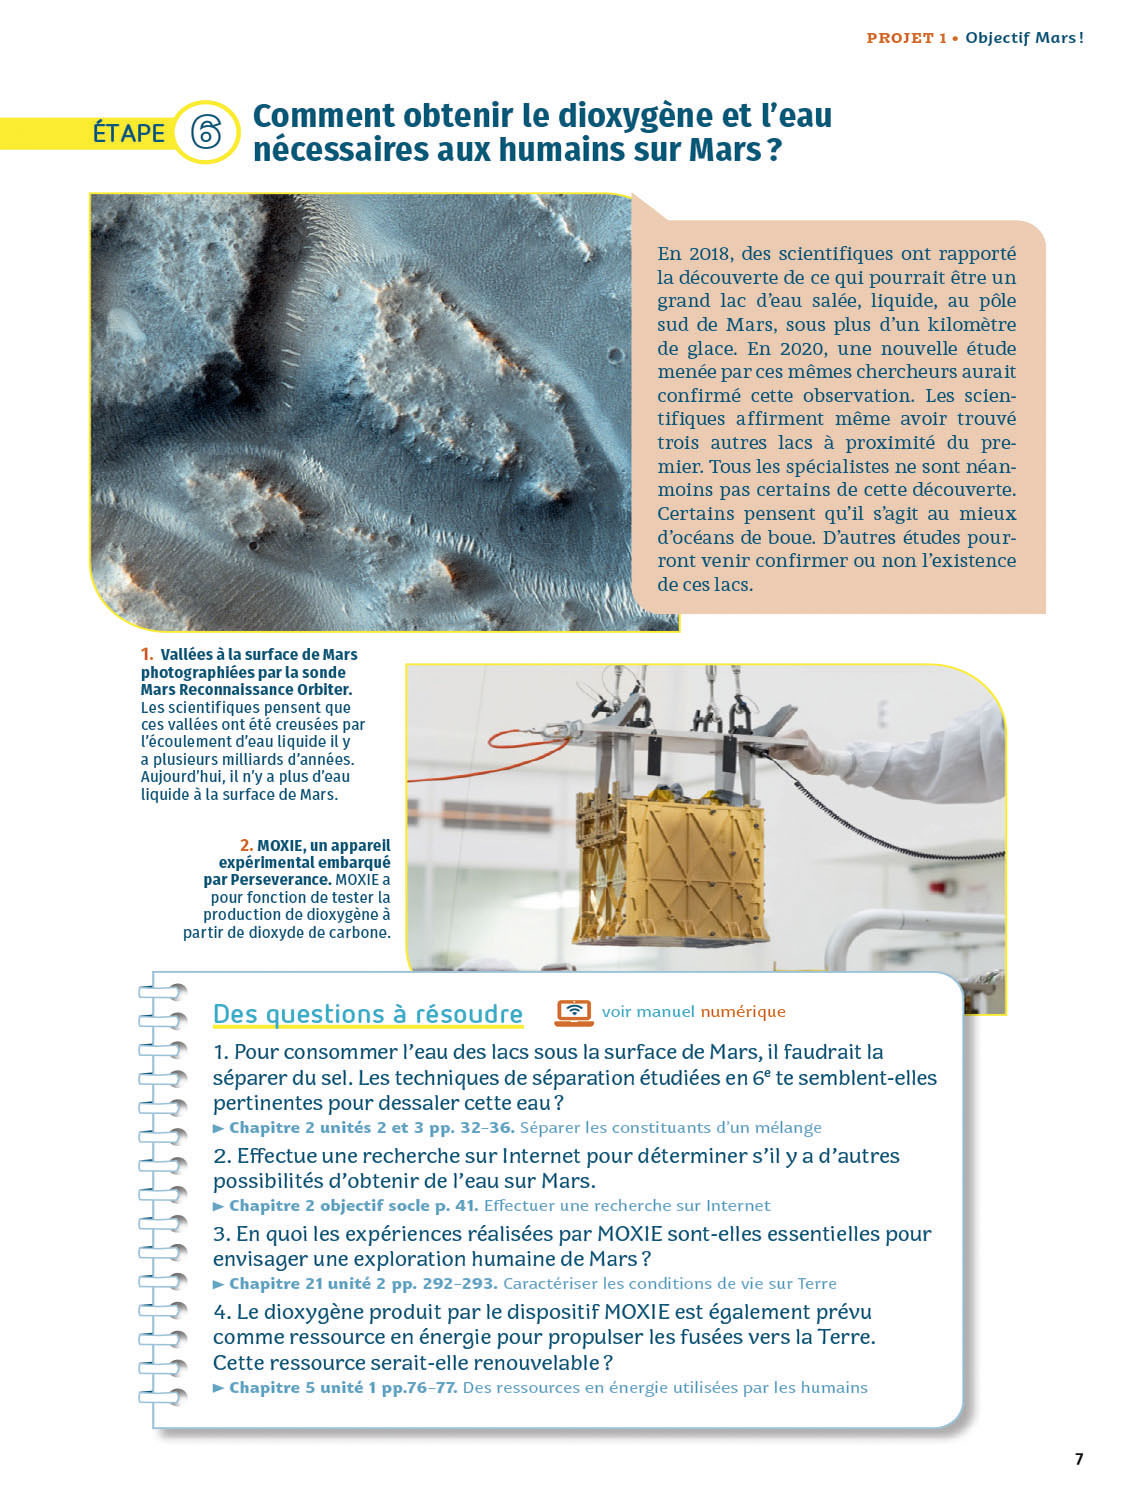 PROJET 1 • Objectif Mars !
ÉTAPE 6
Comment obtenir le dioxygène et l'eau
nécessaires aux humains sur Mars ?
En 2018, des scientifiques ont rapporté
la découverte de ce qui pourrait être un
grand lac d'eau salée, liquide, au pôle
sud de Mars, sous plus d'un kilomètre
de glace. En 2020, une nouvelle étude
menée par ces mêmes chercheurs aurait
confirmé cette observation. Les scien-
tifiques affirment même avoir trouvé
trois autres lacs à proximité du pre-
mier. Tous les spécialistes ne sont néan-
moins pas certains de cette découverte.
Certains pensent qu'il s'agit au mieux
d'océans de boue. D'autres études pour-
ront venir confirmer ou non l'existence
de ces lacs.
1. Vallées à la surface de Mars
photographiées par la sonde
Mars Reconnaissance Orbiter.
Les scientifiques pensent que
ces vallées ont été creusées par
l'écoulement d'eau liquide il y
a plusieurs milliards d'années.
Aujourd'hui, il n'y a plus d'eau
liquide à la surface de Mars.
2. MOXIE, un appareil
expérimental embarqué
par Perseverance. MOXIE a
pour fonction de tester la
production de dioxygène à
partir de dioxyde de carbone.
Des questions à résoudre
voir manuel numérique
1. Pour consommer l'eau des lacs sous la surface de Mars, il faudrait la
séparer du sel. Les techniques de séparation étudiées en 6e te semblent-elles
pertinentes pour dessaler cette eau ?
► Chapitre 2 unités 2 et 3 pp. 32-36. Séparer les constituants d'un mélange
2. Effectue une recherche sur Internet pour déterminer s'il y a d'autres
possibilités d'obtenir de l'eau sur Mars.
► Chapitre 2 objectif socle p. 41. Effectuer une recherche sur Internet
3. En quoi les expériences réalisées par MOXIE sont-elles essentielles pour
envisager une exploration humaine de Mars ?
► Chapitre 21 unité 2 pp. 292-293. Caractériser les conditions de vie sur Terre
4. Le dioxygène produit par le dispositif MOXIE est également prévu
comme ressource en énergie pour propulser les fusées vers la Terre.
Cette ressource serait-elle renouvelable ?
► Chapitre 5 unité 1 pp.76-77. Des ressources en énergie utilisées par les humains
7